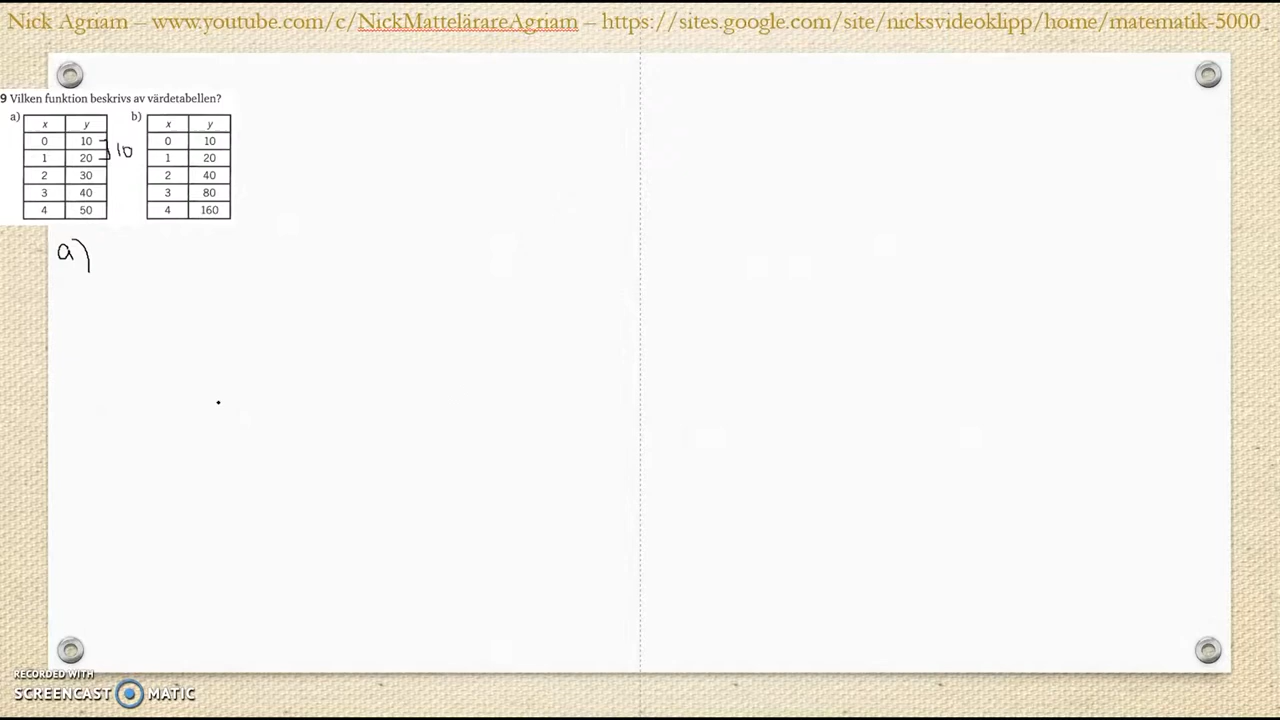 Nick Agriam – www.youtube.com/c/NickMattelärareAgriam – https://sites.google.com/site/nicksvideoklipp/home/matematik-5000
9 Vilken funktion beskrivs av värdetabellen?
a)
x y
0 10
1 20
2 30
3 40
4 50
10
b)
x y
0 10
1 20
2 40
3 80
4 160
a)
RECORDED WITH
SCREENCAST MATIC